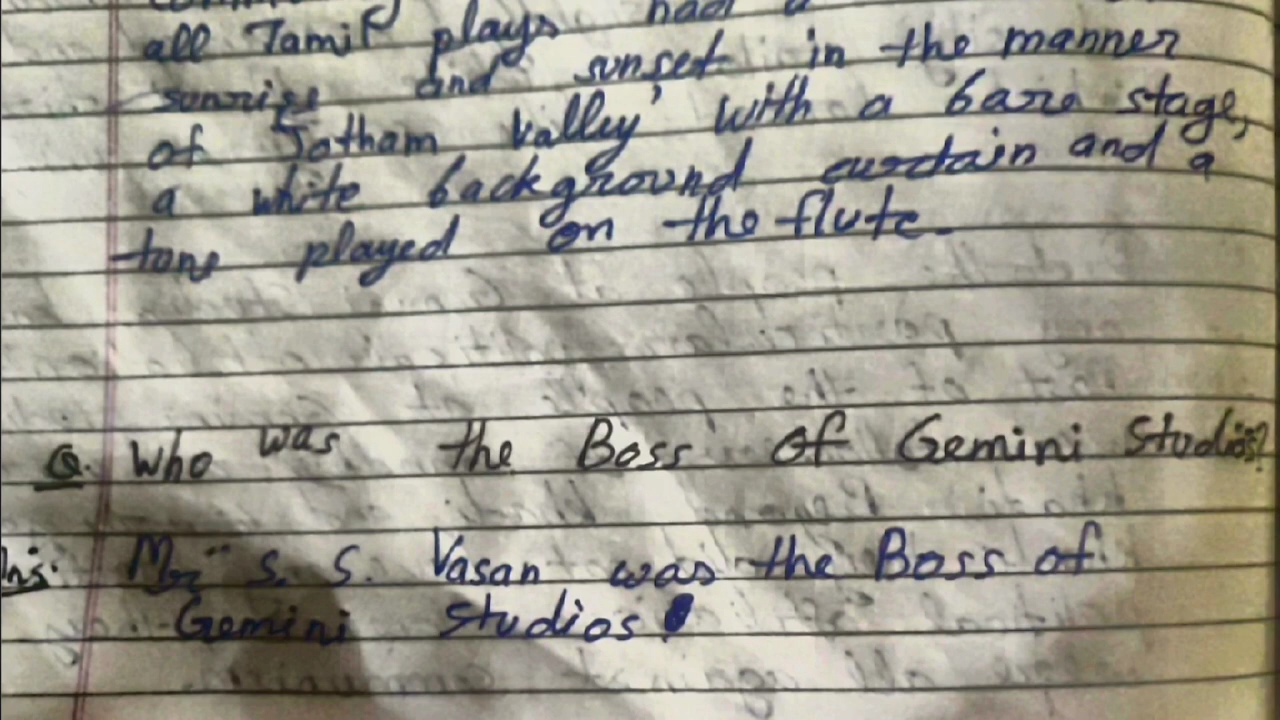 all Tamil plays had a
sunrise and sunset in the manner
of Jotham Valley' with a bare stage,
a white background curtain and a
tone played on the flute.
Q. Who was the Boss of Gemini Studios?
Ans. Mr. S. S. Vasan was the Boss of
Gemini Studios.